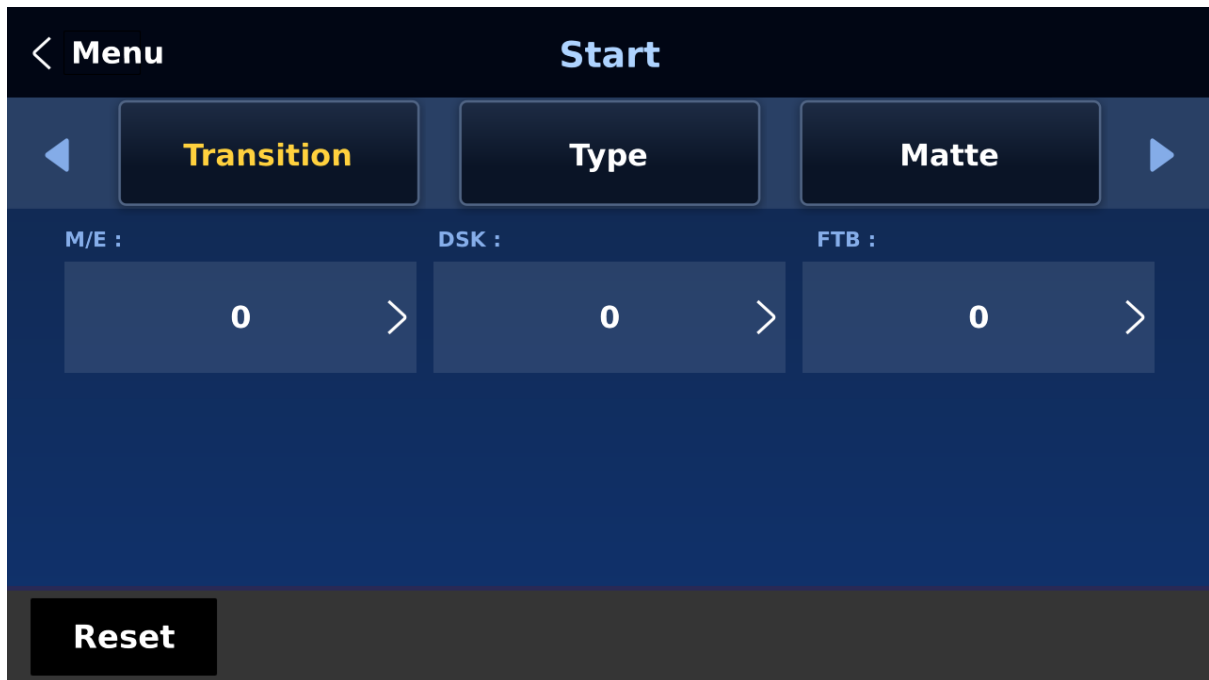 Menu
Start
Transition
Type
Matte
M/E :
DSK :
FTB :
0
0
0
Reset